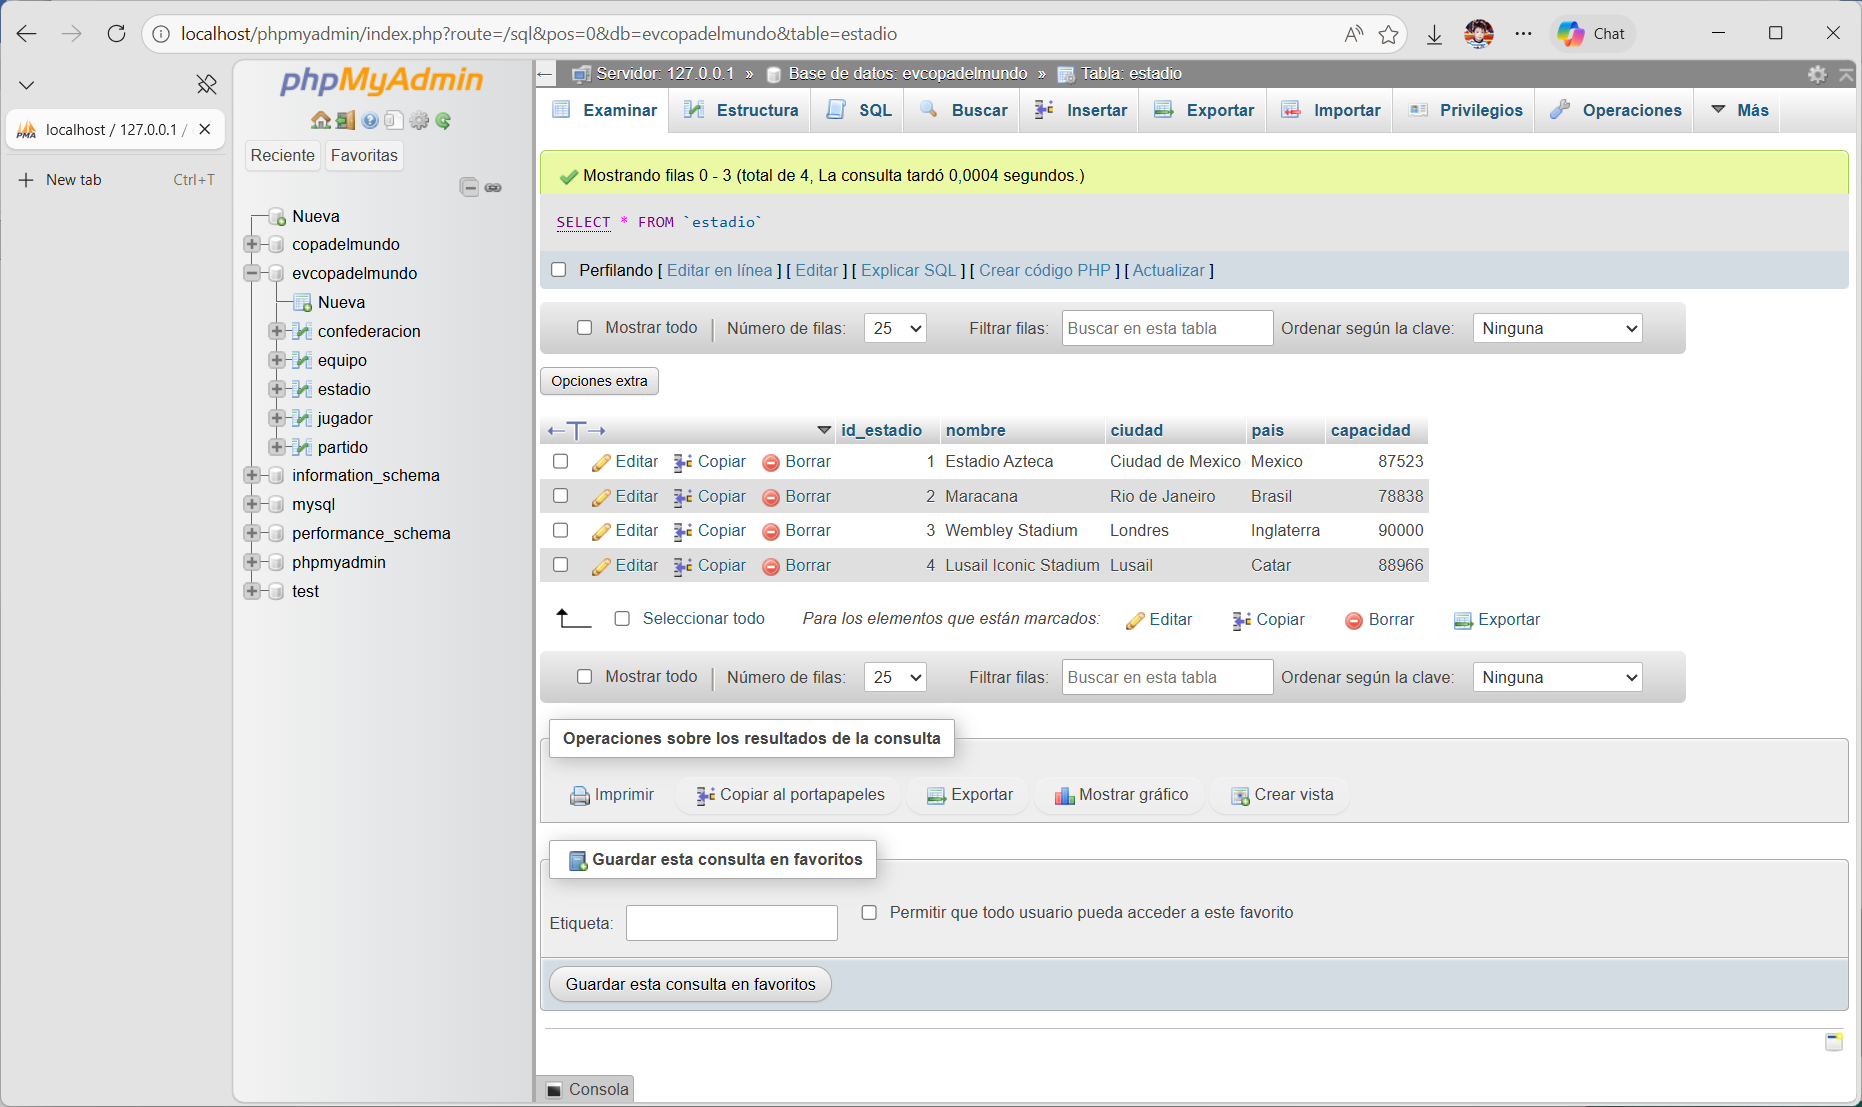 localhost/phpmyadmin/index.php?route=/sql&pos=0&db=evcopadelmundo&table=estadio
Chat
localhost / 127.0.0.1 /
New tab Ctrl+T
phpMyAdmin
Reciente Favoritas
Nueva
copadelmundo
evcopadelmundo
Nueva
confederacion
equipo
estadio
jugador
partido
information_schema
mysql
performance_schema
phpmyadmin
test
Servidor: 127.0.0.1 » Base de datos: evcopadelmundo » Tabla: estadio
Examinar Estructura SQL Buscar Insertar Exportar Importar Privilegios Operaciones Más
Mostrando filas 0 - 3 (total de 4, La consulta tardó 0,0004 segundos.)
SELECT * FROM `estadio`
Perfilando [ Editar en línea ] [ Editar ] [ Explicar SQL ] [ Crear código PHP ] [ Actualizar ]
Mostrar todo | Número de filas: 25 Filtrar filas: Buscar en esta tabla Ordenar según la clave: Ninguna
Opciones extra
←T→ id_estadio nombre ciudad pais capacidad
Editar Copiar Borrar 1 Estadio Azteca Ciudad de Mexico Mexico 87523
Editar Copiar Borrar 2 Maracana Rio de Janeiro Brasil 78838
Editar Copiar Borrar 3 Wembley Stadium Londres Inglaterra 90000
Editar Copiar Borrar 4 Lusail Iconic Stadium Lusail Catar 88966
Seleccionar todo Para los elementos que están marcados: Editar Copiar Borrar Exportar
Mostrar todo | Número de filas: 25 Filtrar filas: Buscar en esta tabla Ordenar según la clave: Ninguna
Operaciones sobre los resultados de la consulta
Imprimir Copiar al portapapeles Exportar Mostrar gráfico Crear vista
Guardar esta consulta en favoritos
Etiqueta: Permitir que todo usuario pueda acceder a este favorito
Guardar esta consulta en favoritos
Consola